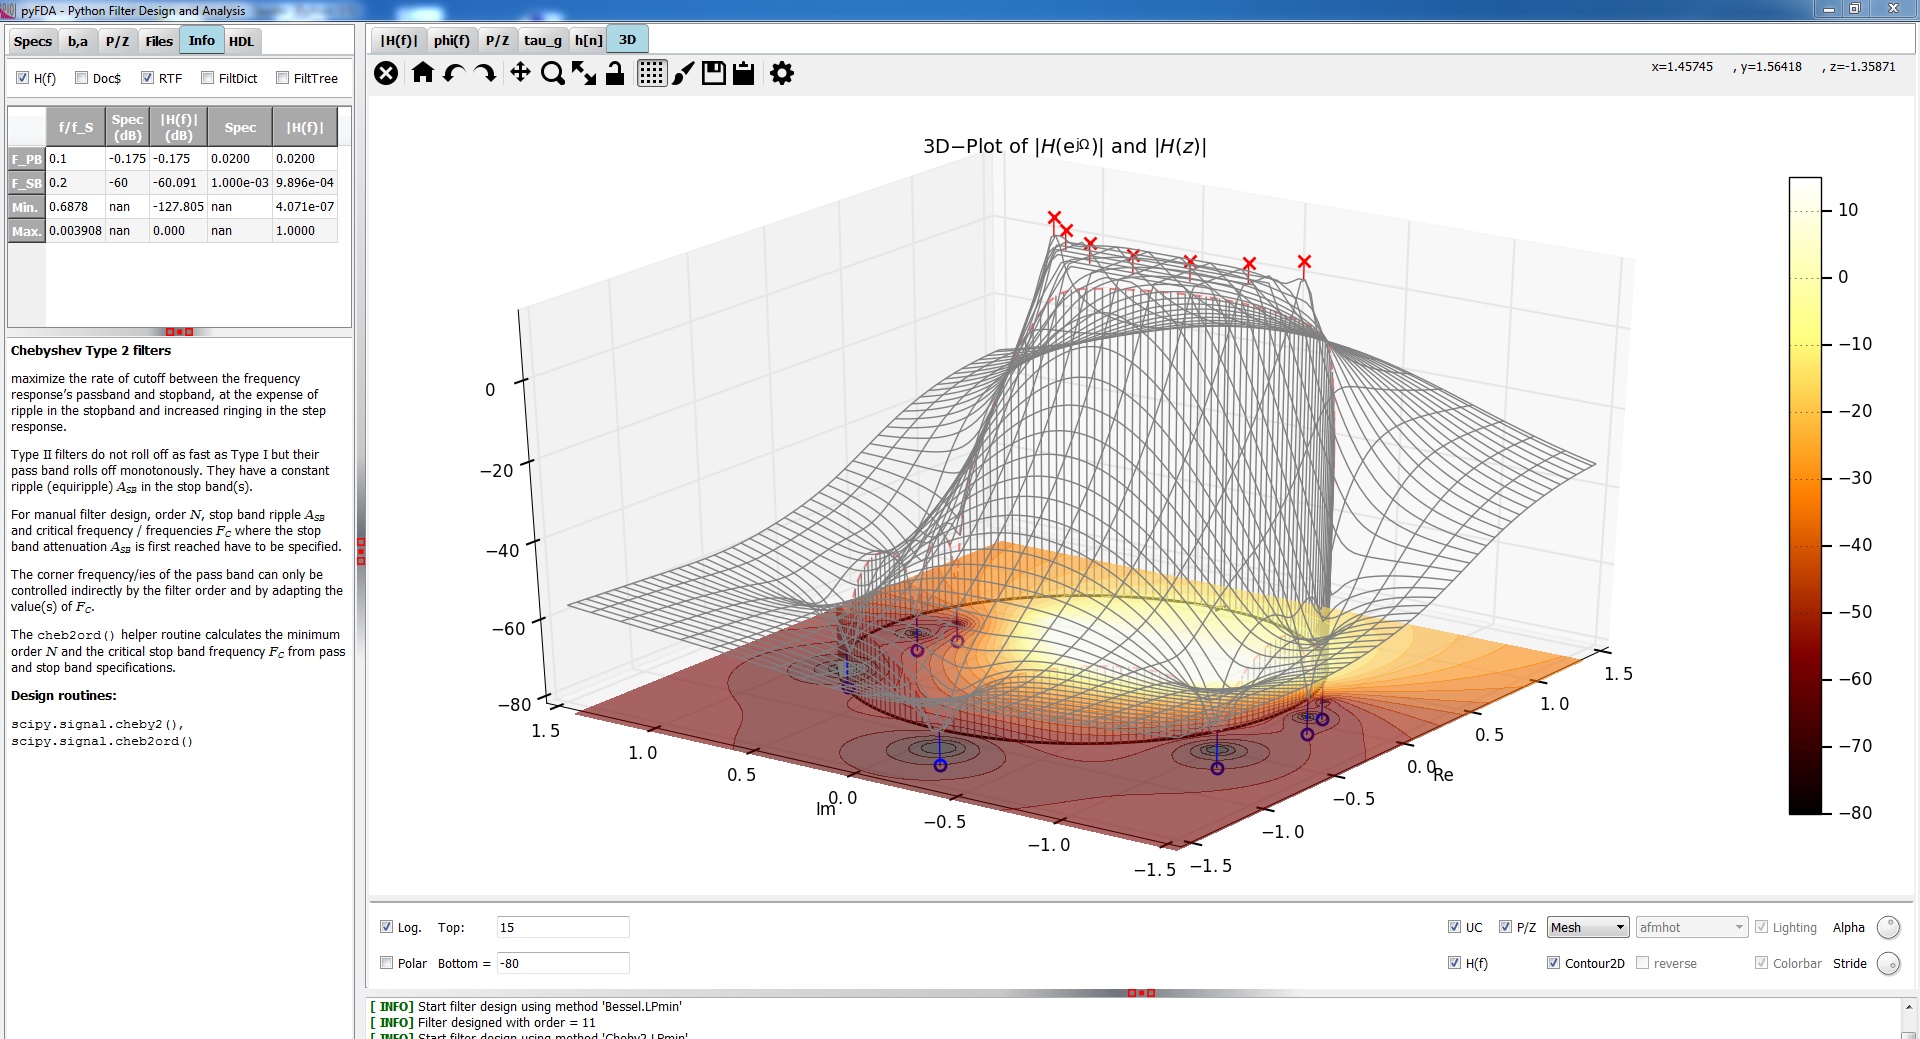 pyFDA - Python Filter Design and Analysis
Specs b,a P/Z Files Info HDL
H(f) Doc$ RTF FiltDict FiltTree
f/f_S Spec (dB) |H(f)| (dB) Spec |H(f)|
F_PB 0.1 -0.175 -0.175 0.0200 0.0200
F_SB 0.2 -60 -60.091 1.000e-03 9.896e-04
Min. 0.6878 nan -127.805 nan 4.071e-07
Max. 0.003908 nan 0.000 nan 1.0000
Chebyshev Type 2 filters
maximize the rate of cutoff between the frequency
response's passband and stopband, at the expense of
ripple in the stopband and increased ringing in the step
response.
Type II filters do not roll off as fast as Type I but their
pass band rolls off monotonously. They have a constant
ripple (equiripple) A_SB in the stop band(s).
For manual filter design, order N, stop band ripple A_SB
and critical frequency / frequencies F_C where the stop
band attenuation A_SB is first reached have to be specified.
The corner frequency/ies of the pass band can only be
controlled indirectly by the filter order and by adapting the
value(s) of F_C.
The cheb2ord() helper routine calculates the minimum
order N and the critical stop band frequency F_C from pass
and stop band specifications.
Design routines:
scipy.signal.cheby2(),
scipy.signal.cheb2ord()
|H(f)| phi(f) P/Z tau_g h[n] 3D
x=1.45745 , y=1.56418 , z=-1.35871
3D−Plot of |H(e^jΩ)| and |H(z)|
0
−20
−40
−60
−80
1.5
1.0
0.5
0.0
−0.5
−1.0
−1.5
Im
−1.5
−1.0
−0.5
0.0
0.5
1.0
1.5
Re
10
0
−10
−20
−30
−40
−50
−60
−70
−80
Log. Top: 15
Polar Bottom = -80
UC P/Z Mesh afmhot Lighting Alpha
H(f) Contour2D reverse Colorbar Stride
[ INFO] Start filter design using method 'Bessel.LPmin'
[ INFO] Filter designed with order = 11
[ INFO] Start filter design using method 'Cheby2.LPmin'